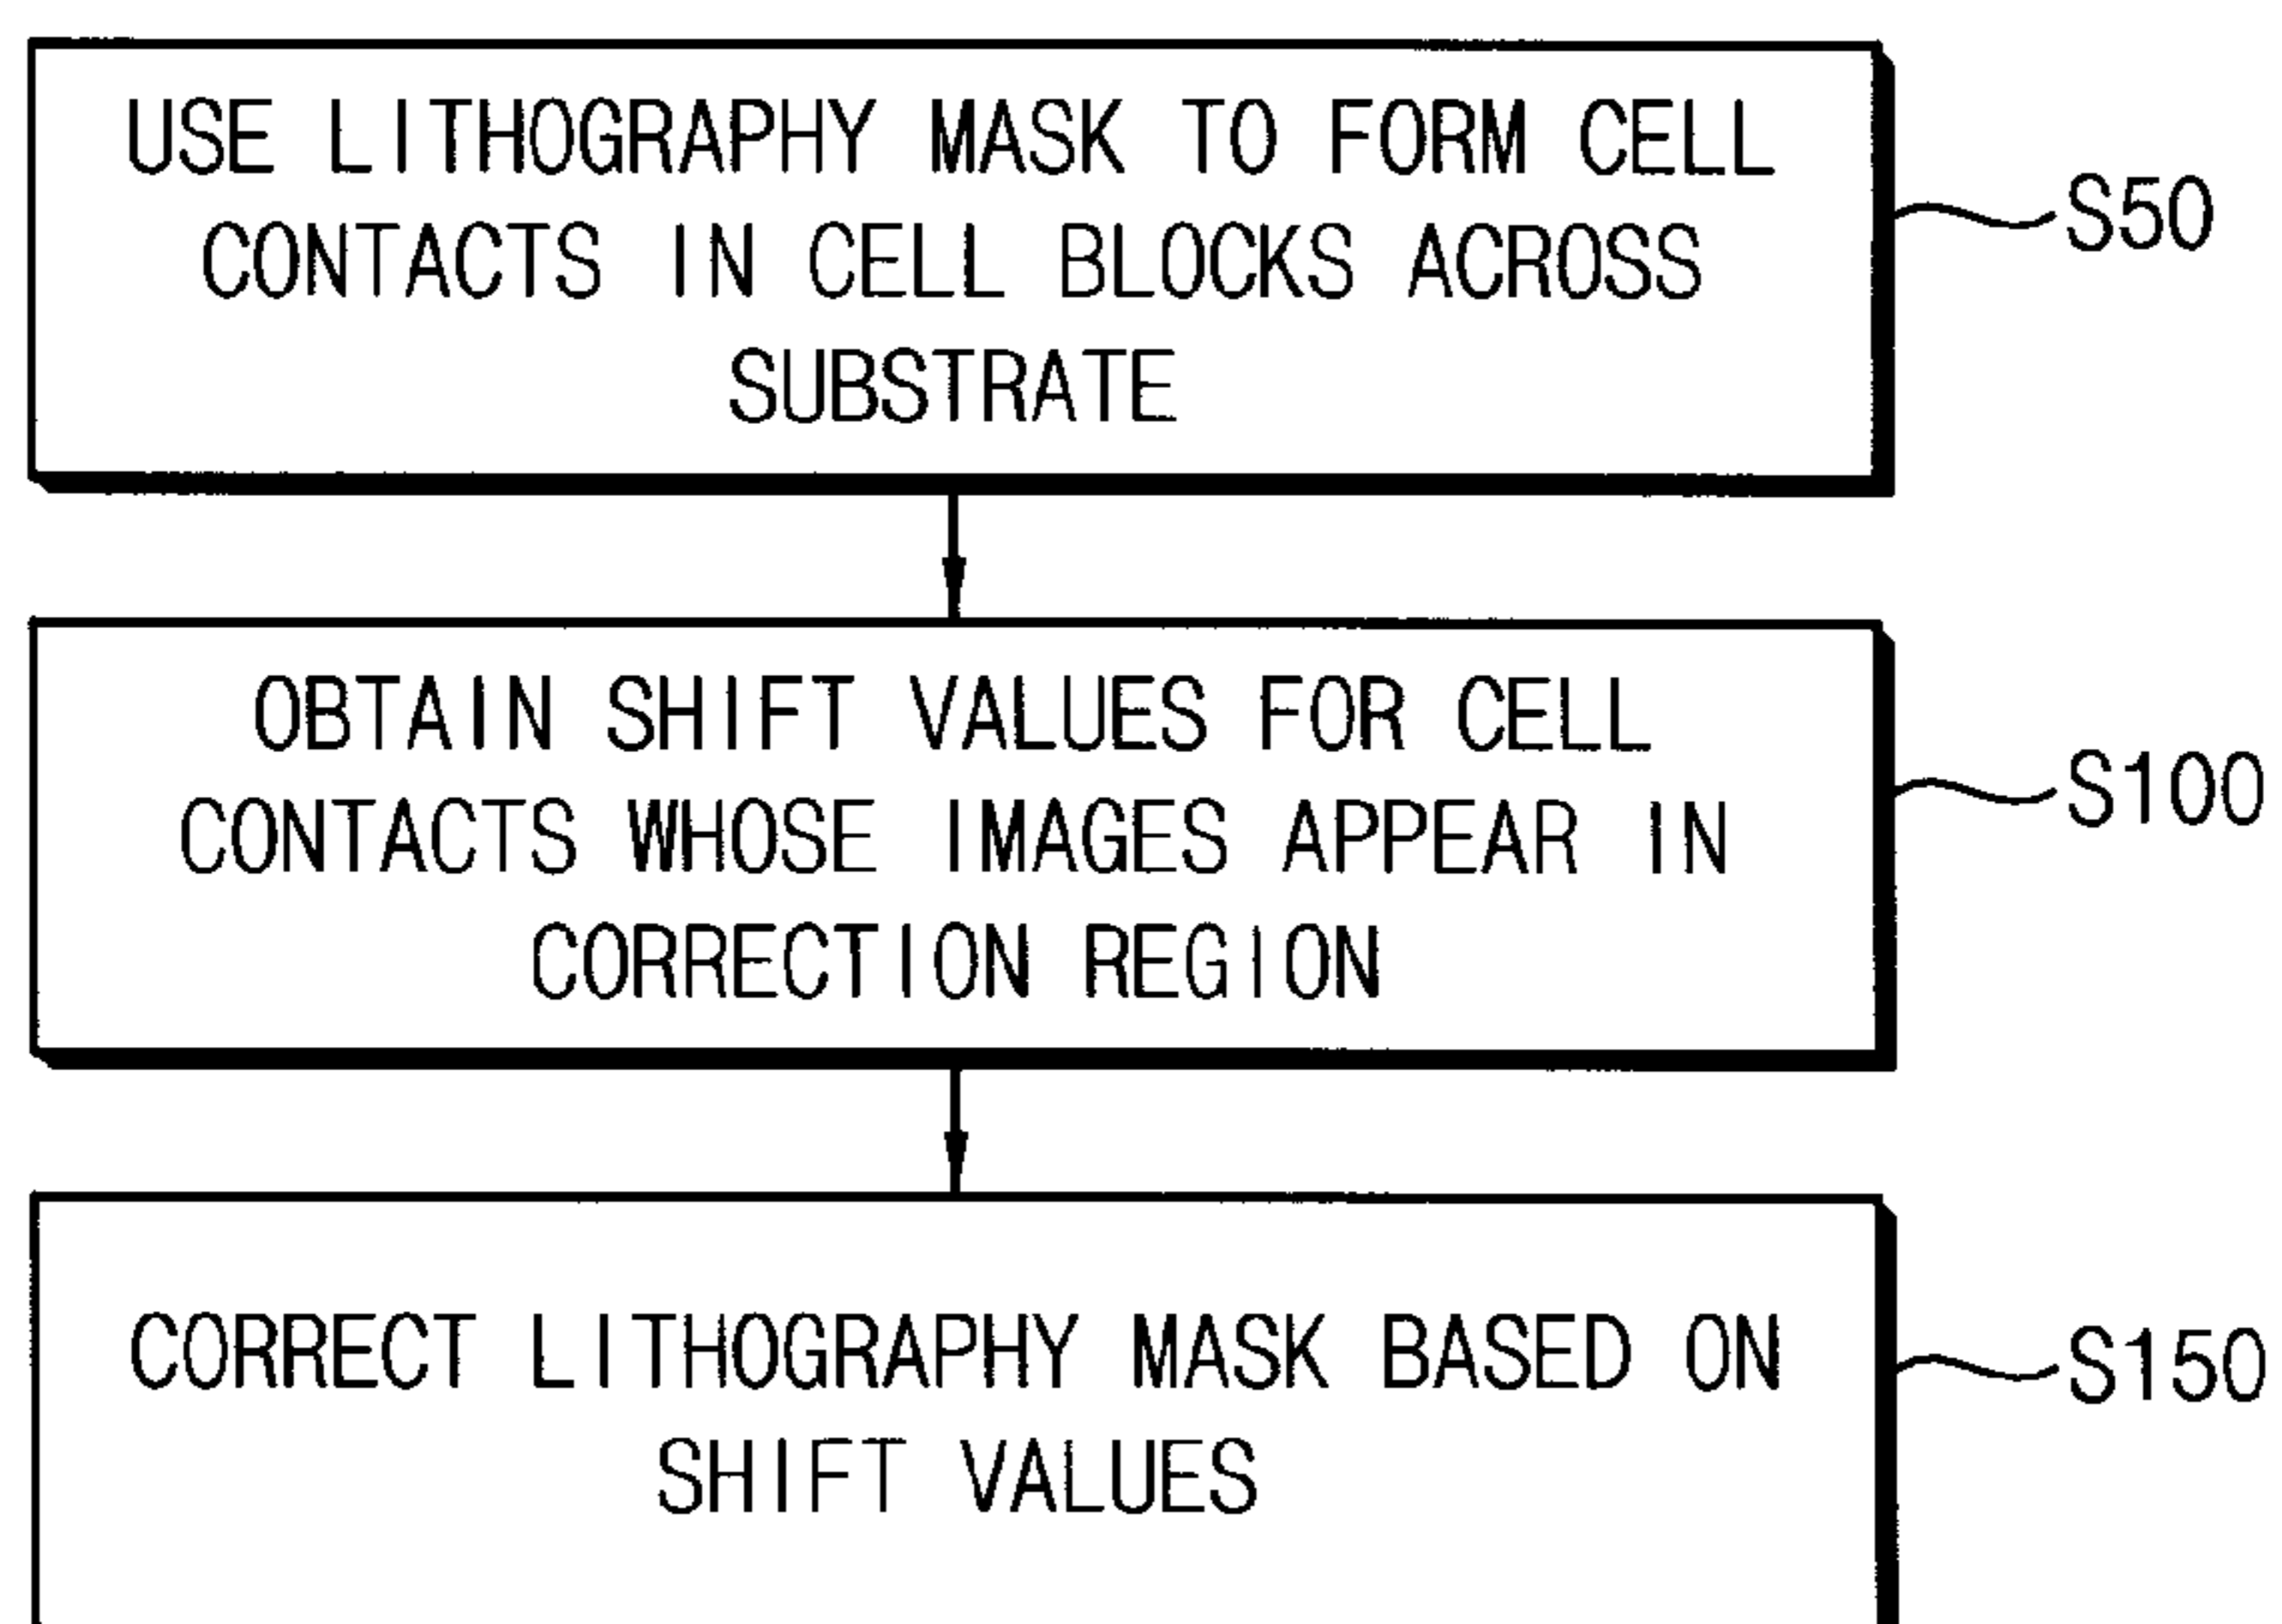 USE LITHOGRAPHY MASK TO FORM CELL
CONTACTS IN CELL BLOCKS ACROSS
SUBSTRATE
S50
OBTAIN SHIFT VALUES FOR CELL
CONTACTS WHOSE IMAGES APPEAR IN
CORRECTION REGION
S100
CORRECT LITHOGRAPHY MASK BASED ON
SHIFT VALUES
S150